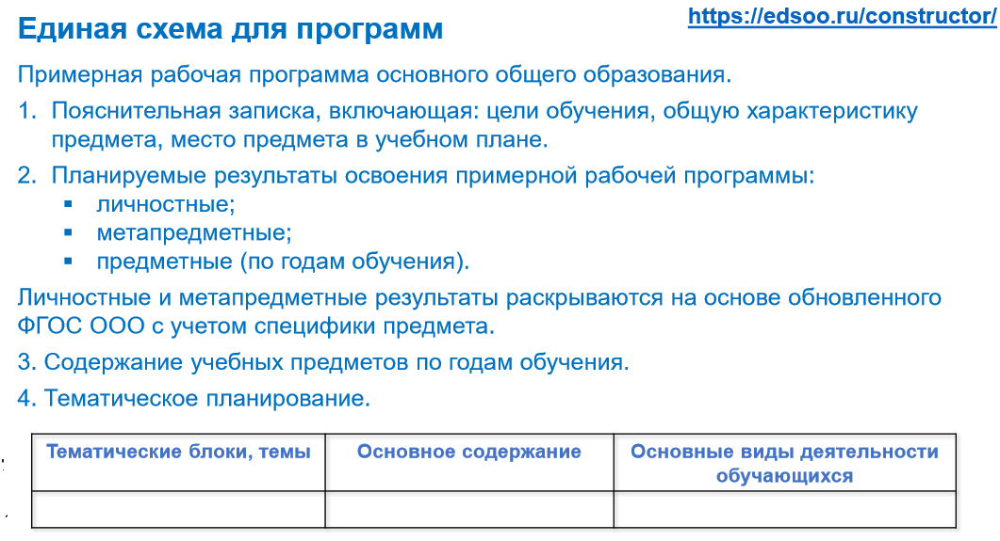 Единая схема для программ
https://edsoo.ru/constructor/
Примерная рабочая программа основного общего образования.
1. Пояснительная записка, включающая: цели обучения, общую характеристику
предмета, место предмета в учебном плане.
2. Планируемые результаты освоения примерной рабочей программы:
▪ личностные;
▪ метапредметные;
▪ предметные (по годам обучения).
Личностные и метапредметные результаты раскрываются на основе обновленного
ФГОС ООО с учетом специфики предмета.
3. Содержание учебных предметов по годам обучения.
4. Тематическое планирование.
Тематические блоки, темы
Основное содержание
Основные виды деятельности
обучающихся